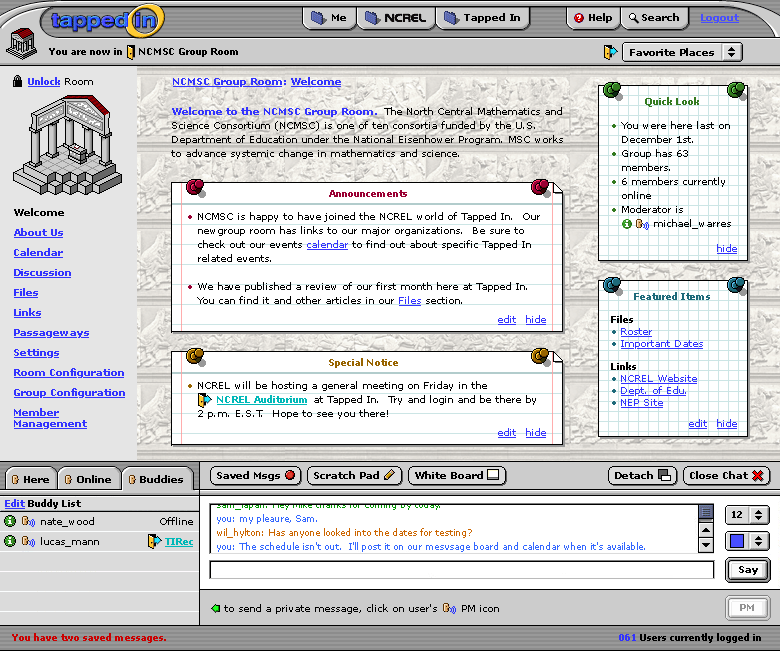 tapped in
Me
NCREL
Tapped In
Help
Search
Logout
You are now in NCMSC Group Room
Favorite Places
Unlock Room
Welcome
About Us
Calendar
Discussion
Files
Links
Passageways
Settings
Room Configuration
Group Configuration
Member
Management
NCMSC Group Room: Welcome
Welcome to the NCMSC Group Room. The North Central Mathematics and
Science Consortium (NCMSC) is one of ten consortia funded by the U.S.
Department of Education under the National Eisenhower Program. MSC works
to advance systemic change in mathematics and science.
Announcements
• NCMSC is happy to have joined the NCREL world of Tapped In. Our
new group room has links to our major organizations. Be sure to
check out our events calendar to find out about specific Tapped In
related events.
• We have published a review of our first month here at Tapped In.
You can find it and other articles in our Files section.
edit hide
Special Notice
• NCREL will be hosting a general meeting on Friday in the
NCREL Auditorium at Tapped In. Try and login and be there by
2 p.m. E.S.T. Hope to see you there!
edit hide
Quick Look
• You were here last on
December 1st.
• Group has 63
members.
• 6 members currently
online
• Moderator is
michael_warres
hide
Featured Items
Files
• Roster
• Important Dates
Links
• NCREL Website
• Dept. of Edu.
• NEP Site
edit hide
Here
Online
Buddies
Edit Buddy List
nate_wood Offline
lucas_mann TIRec
Saved Msgs
Scratch Pad
White Board
Detach
Close Chat
sam_lapan: Hey Mike thanks for coming by today.
you: my pleaure, Sam.
wil_hylton: Has anyone looked into the dates for testing?
you: The schedule isn't out. I'll post it on our mesvsage board and calendar when it's available.
12
Say
to send a private message, click on user's PM icon
PM
You have two saved messages.
061 Users currently logged in